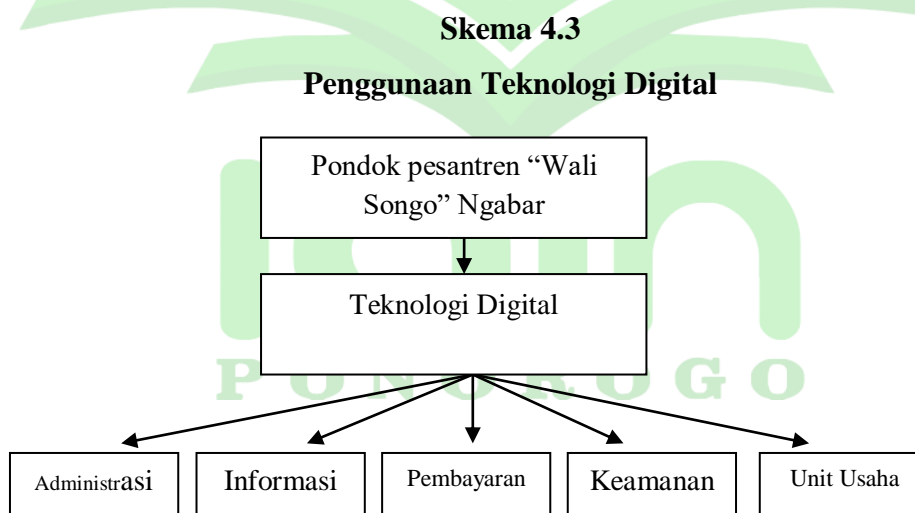 Skema 4.3
Penggunaan Teknologi Digital
Pondok pesantren “Wali
Songo” Ngabar
Teknologi Digital
PONOROGO
Administrasi
Informasi
Pembayaran
Keamanan
Unit Usaha